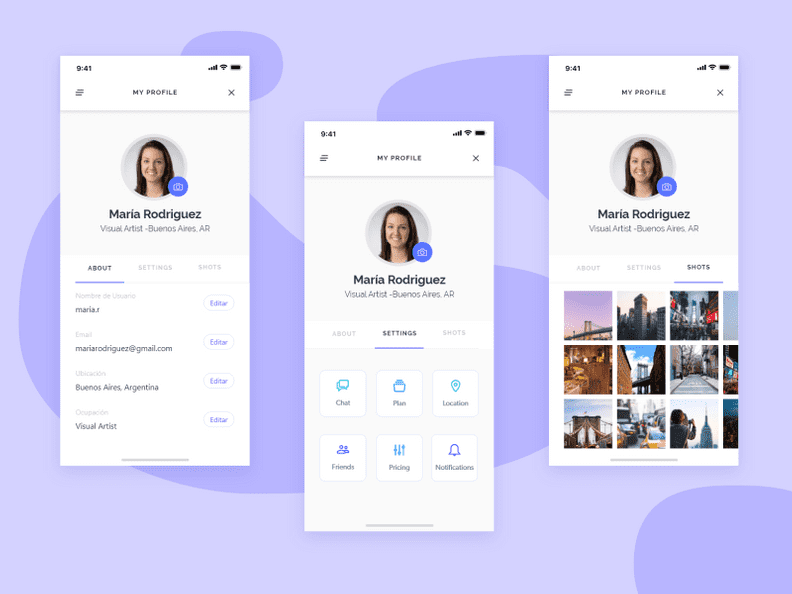 9:41
MY PROFILE
María Rodriguez
Visual Artist -Buenos Aires, AR
ABOUT SETTINGS SHOTS
Nombre de Usuario
maria.r
Editar
Email
mariarodriguez@gmail.com
Editar
Ubicación
Buenos Aires, Argentina
Editar
Ocupación
Visual Artist
Editar
9:41
MY PROFILE
María Rodriguez
Visual Artist -Buenos Aires, AR
ABOUT SETTINGS SHOTS
Chat Plan Location
Friends Pricing Notifications
9:41
MY PROFILE
María Rodriguez
Visual Artist -Buenos Aires, AR
ABOUT SETTINGS SHOTS